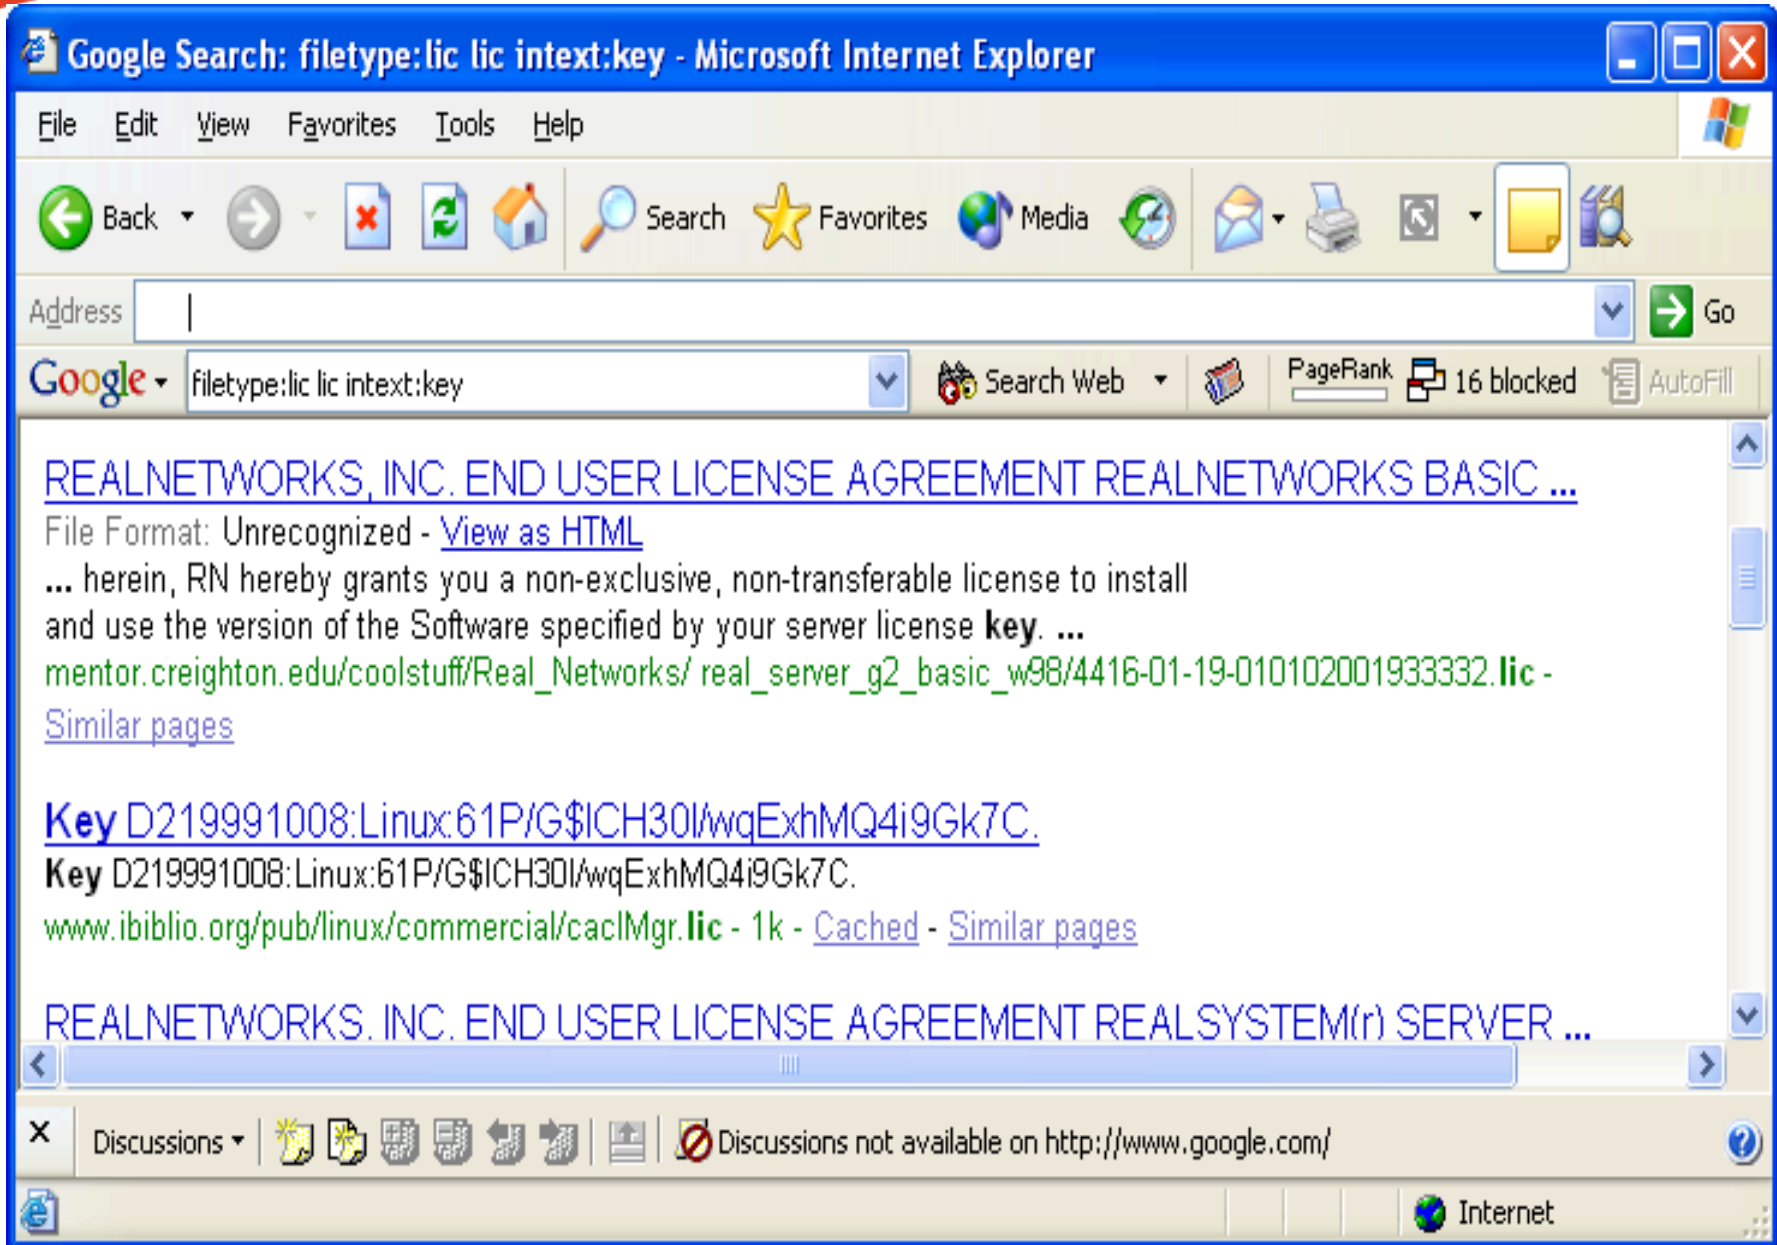 Google Search: filetype:lic lic intext:key - Microsoft Internet Explorer
File Edit View Favorites Tools Help
Back Search Favorites Media
Address Go
Google filetype:lic lic intext:key Search Web PageRank 16 blocked AutoFill
REALNETWORKS, INC. END USER LICENSE AGREEMENT REALNETWORKS BASIC ...
File Format: Unrecognized - View as HTML
... herein, RN hereby grants you a non-exclusive, non-transferable license to install
and use the version of the Software specified by your server license key. ...
mentor.creighton.edu/coolstuff/Real_Networks/ real_server_g2_basic_w98/4416-01-19-010102001933332.lic -
Similar pages
Key D219991008:Linux:61P/G$ICH30I/wqExhMQ4i9Gk7C.
Key D219991008:Linux:61P/G$ICH30I/wqExhMQ4i9Gk7C.
www.ibiblio.org/pub/linux/commercial/caclMgr.lic - 1k - Cached - Similar pages
REALNETWORKS, INC. END USER LICENSE AGREEMENT REALSYSTEM(r) SERVER ...
Discussions Discussions not available on http://www.google.com/
Internet